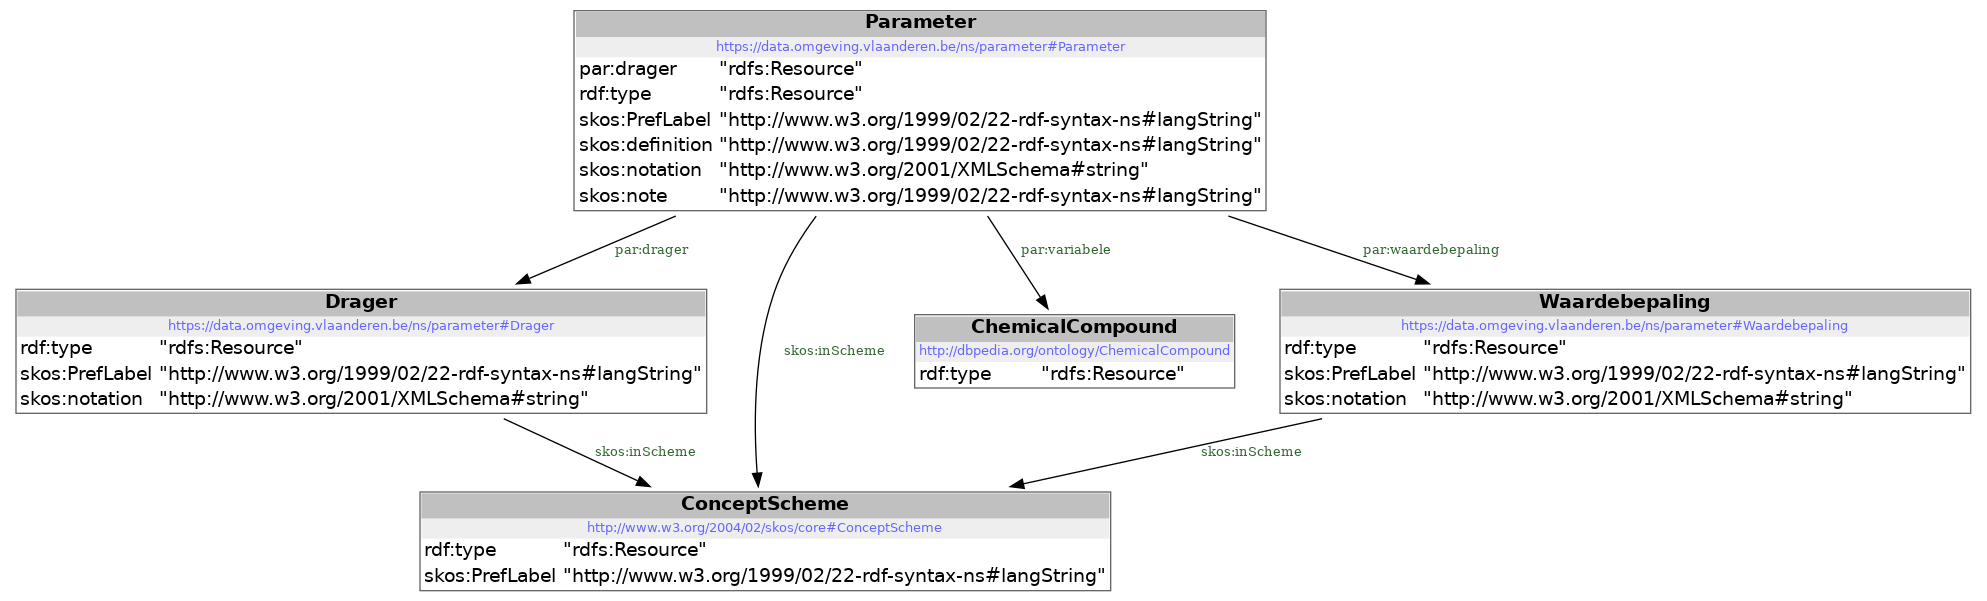 Parameter
https://data.omgeving.vlaanderen.be/ns/parameter#Parameter
par:drager "rdfs:Resource"
rdf:type "rdfs:Resource"
skos:PrefLabel "http://www.w3.org/1999/02/22-rdf-syntax-ns#langString"
skos:definition "http://www.w3.org/1999/02/22-rdf-syntax-ns#langString"
skos:notation "http://www.w3.org/2001/XMLSchema#string"
skos:note "http://www.w3.org/1999/02/22-rdf-syntax-ns#langString"
par:drager
par:variabele
par:waardebepaling
Drager
https://data.omgeving.vlaanderen.be/ns/parameter#Drager
rdf:type "rdfs:Resource"
skos:PrefLabel "http://www.w3.org/1999/02/22-rdf-syntax-ns#langString"
skos:notation "http://www.w3.org/2001/XMLSchema#string"
skos:inScheme
ChemicalCompound
http://dbpedia.org/ontology/ChemicalCompound
rdf:type "rdfs:Resource"
Waardebepaling
https://data.omgeving.vlaanderen.be/ns/parameter#Waardebepaling
rdf:type "rdfs:Resource"
skos:PrefLabel "http://www.w3.org/1999/02/22-rdf-syntax-ns#langString"
skos:notation "http://www.w3.org/2001/XMLSchema#string"
skos:inScheme
skos:inScheme
ConceptScheme
http://www.w3.org/2004/02/skos/core#ConceptScheme
rdf:type "rdfs:Resource"
skos:PrefLabel "http://www.w3.org/1999/02/22-rdf-syntax-ns#langString"